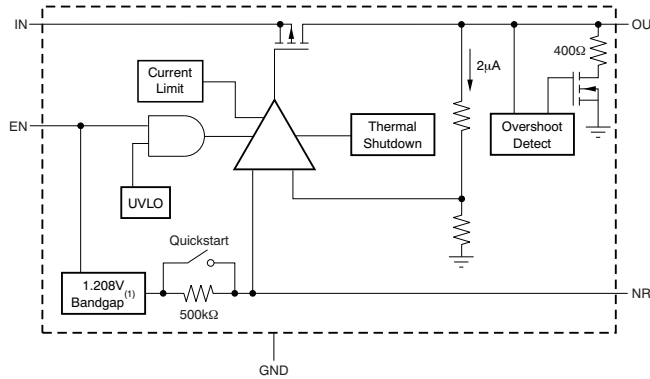 IN
OU
400Ω
2μA
Current
Limit
EN
Thermal
Shutdown
Overshoot
Detect
UVLO
Quickstart
1.208V
Bandgap(1)
500kΩ
NR
GND